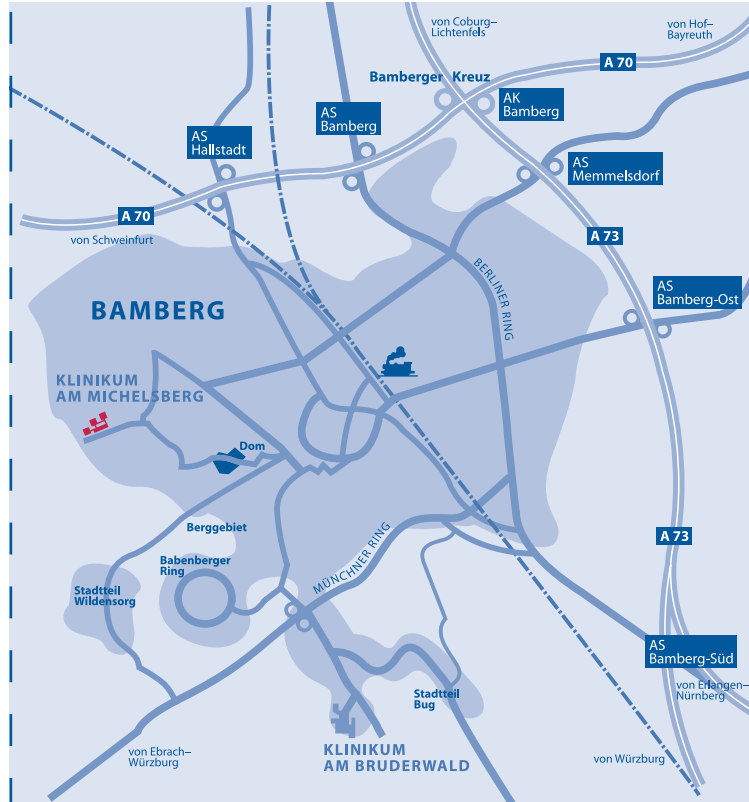 von Coburg–
Lichtenfels
von Hof–
Bayreuth
A 70
Bamberger Kreuz
AK
Bamberg
AS
Bamberg
AS
Hallstadt
AS
Memmelsdorf
A 70
von Schweinfurt
A 73
BERLINER RING
AS
Bamberg-Ost
BAMBERG
KLINIKUM
AM MICHELSBERG
Dom
Berggebiet
A 73
Babenberger
Ring
MÜNCHNER RING
Stadtteil
Wildensorg
AS
Bamberg-Süd
von Erlangen–
Nürnberg
Stadtteil
Bug
KLINIKUM
AM BRUDERWALD
von Ebrach–
Würzburg
von Würzburg